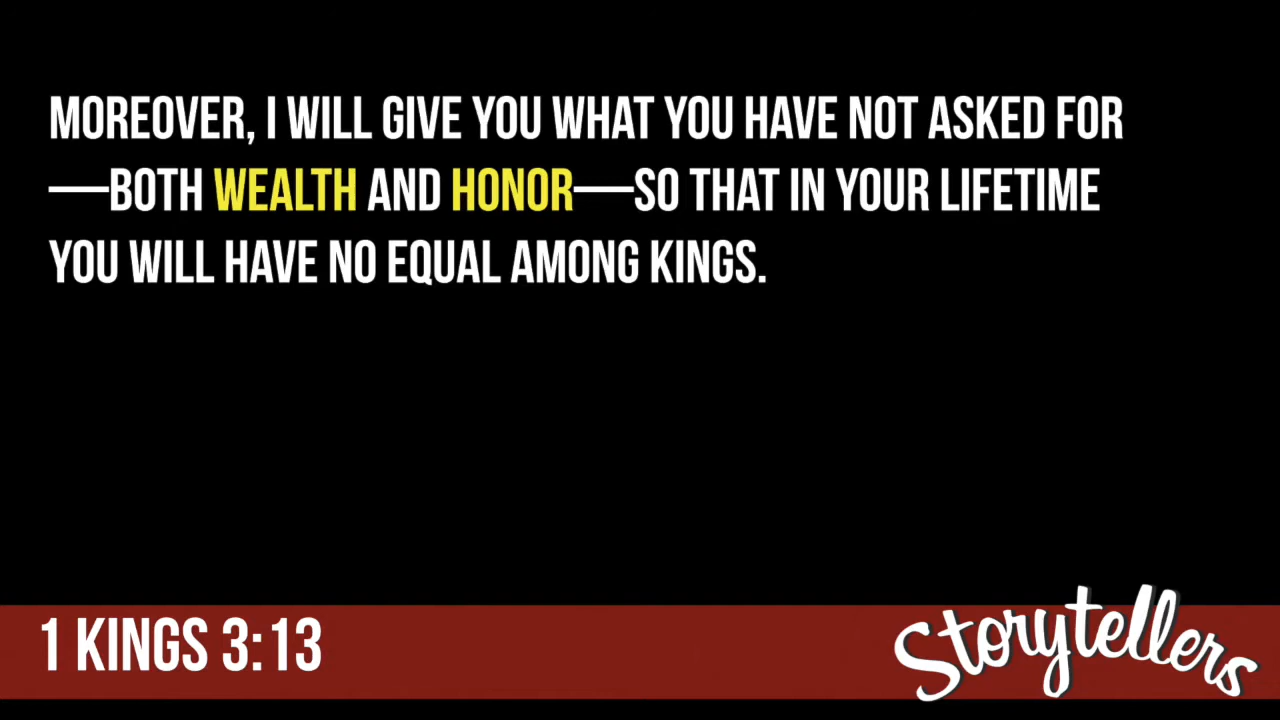 MOREOVER, I WILL GIVE YOU WHAT YOU HAVE NOT ASKED FOR
—BOTH WEALTH AND HONOR—SO THAT IN YOUR LIFETIME
YOU WILL HAVE NO EQUAL AMONG KINGS.
1 KINGS 3:13
Storytellers